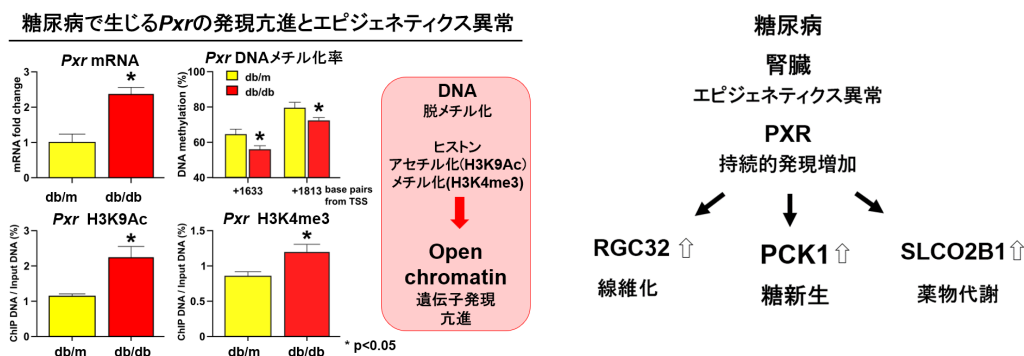 糖尿病で生じるPxrの発現亢進とエピジェネティクス異常
Pxr mRNA
mRNA fold change
3
2
1
0
*
db/m
db/db
Pxr DNAメチル化率
DNA methylation (%)
100
80
60
40
db/m
db/db
*
*
+1633
+1813
base pairs
from TSS
Pxr H3K9Ac
ChIP DNA / Input DNA (%)
3
2
1
0
*
db/m
db/db
Pxr H3K4me3
ChIP DNA / Input DNA (%)
1.5
1
0.5
0
*
db/m
db/db
* p<0.05
DNA
脱メチル化
ヒストン
アセチル化(H3K9Ac)
メチル化(H3K4me3)
Open
chromatin
遺伝子発現
亢進
糖尿病
腎臓
エピジェネティクス異常
PXR
持続的発現増加
RGC32⇧
線維化
PCK1⇧
糖新生
SLCO2B1⇧
薬物代謝